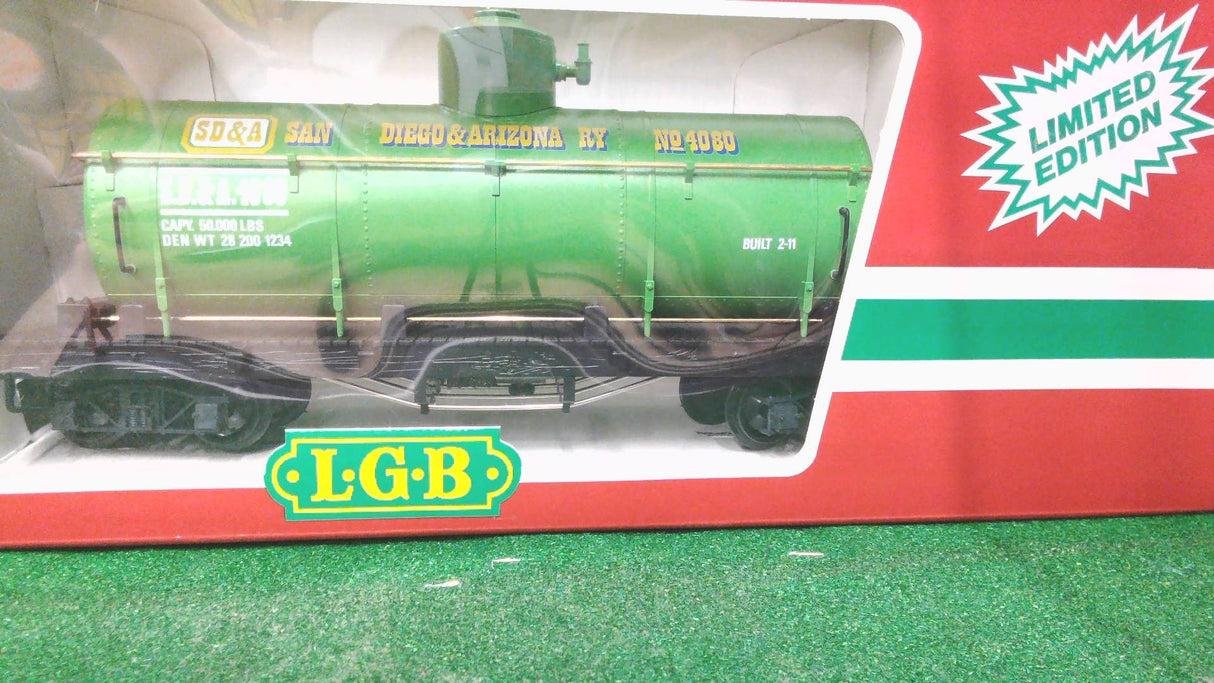 SD&A SAN DIEGO & ARIZONA RY No 4080
CAPY. 50.000 LBS
DEN WT 28 200 1234
BUILT 2-11
LIMITED
EDITION
L·G·B